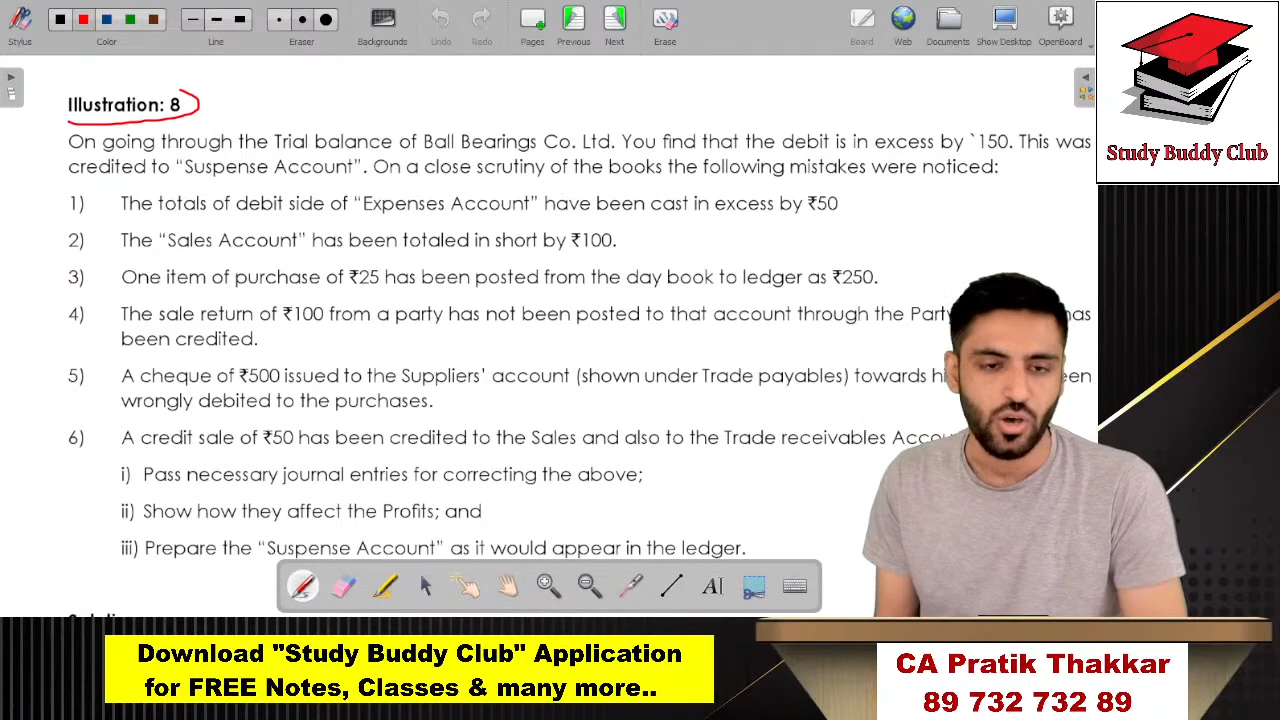 Stylus
Color
Line
Eraser
Backgrounds
Undo
Redo
Pages
Previous
Next
Erase
Board
Web
Documents
Show Desktop
OpenBoard
Study Buddy Club
Illustration: 8
On going through the Trial balance of Ball Bearings Co. Ltd. You find that the debit is in excess by `150. This was
credited to “Suspense Account”. On a close scrutiny of the books the following mistakes were noticed:
1) The totals of debit side of “Expenses Account” have been cast in excess by ₹50
2) The “Sales Account” has been totaled in short by ₹100.
3) One item of purchase of ₹25 has been posted from the day book to ledger as ₹250.
4) The sale return of ₹100 from a party has not been posted to that account through the Party has
been credited.
5) A cheque of ₹500 issued to the Suppliers’ account (shown under Trade payables) towards
wrongly debited to the purchases.
6) A credit sale of ₹50 has been credited to the Sales and also to the Trade receivables
i) Pass necessary journal entries for correcting the above;
ii) Show how they affect the Profits; and
iii) Prepare the “Suspense Account” as it would appear in the ledger.
Download "Study Buddy Club" Application
for FREE Notes, Classes & many more..
CA Pratik Thakkar
89 732 732 89